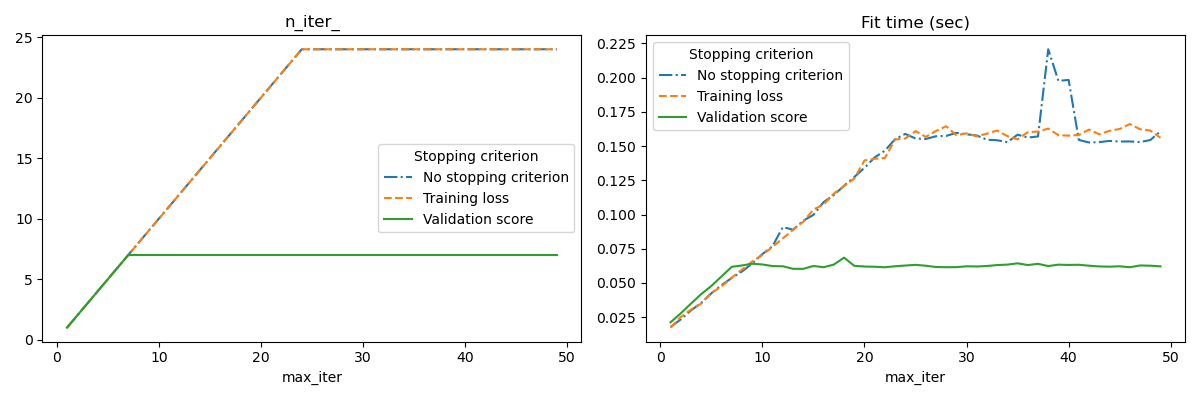 n_iter_
25
20
15
10
5
0
Stopping criterion
No stopping criterion
Training loss
Validation score
0 10 20 30 40 50
max_iter
Fit time (sec)
0.225
0.200
0.175
0.150
0.125
0.100
0.075
0.050
0.025
Stopping criterion
No stopping criterion
Training loss
Validation score
0 10 20 30 40 50
max_iter